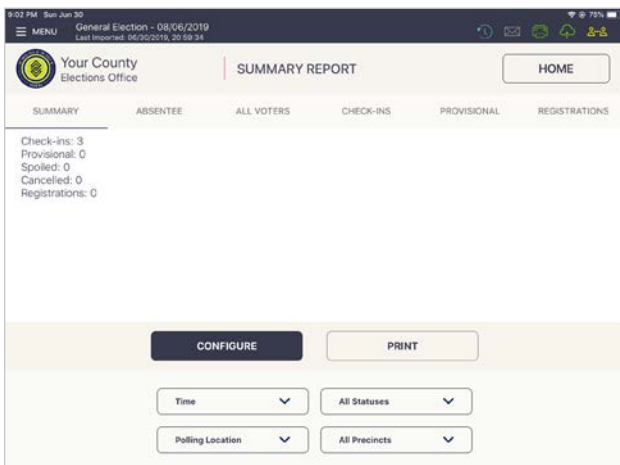 9:02 PM Sun Jun 30
75%
MENU
General Election - 08/06/2019
Last Imported: 06/30/2019, 20:59:34
Your County
Elections Office
SUMMARY REPORT
HOME
SUMMARY ABSENTEE ALL VOTERS CHECK-INS PROVISIONAL REGISTRATIONS
Check-ins: 3
Provisional: 0
Spoiled: 0
Cancelled: 0
Registrations: 0
CONFIGURE PRINT
Time All Statuses
Polling Location All Precincts